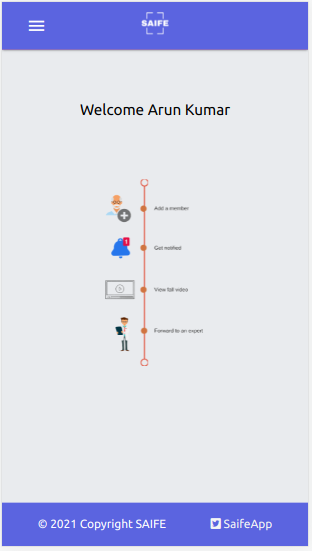 SAIFE
Welcome Arun Kumar
Add a member
Get notified
View fall video
Forward to an expert
© 2021 Copyright SAIFE
SaifeApp